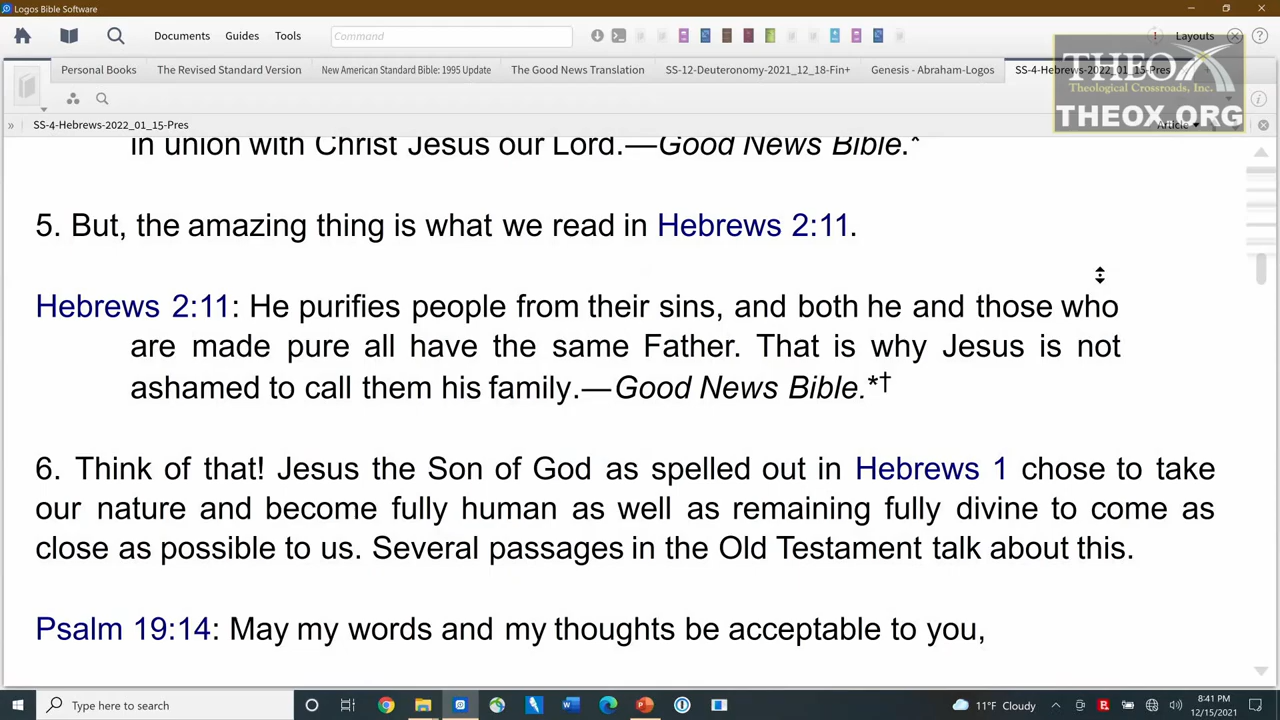 Logos Bible Software
Documents Guides Tools Command Layouts
Personal Books The Revised Standard Version New American Update The Good News Translation SS-12-Deuteronomy-2021_12_18-Fin+ Genesis - Abraham-Logos SS-4-Hebrews-2022_01_15-Pres
THEOX
Theological Crossroads, Inc.
THEOX.ORG
SS-4-Hebrews-2022_01_15-Pres Article
in union with Christ Jesus our Lord.—Good News Bible.*
5. But, the amazing thing is what we read in Hebrews 2:11.
Hebrews 2:11: He purifies people from their sins, and both he and those who
are made pure all have the same Father. That is why Jesus is not
ashamed to call them his family.—Good News Bible.*†
6. Think of that! Jesus the Son of God as spelled out in Hebrews 1 chose to take
our nature and become fully human as well as remaining fully divine to come as
close as possible to us. Several passages in the Old Testament talk about this.
Psalm 19:14: May my words and my thoughts be acceptable to you,
Type here to search 11°F Cloudy 8:41 PM
12/15/2021